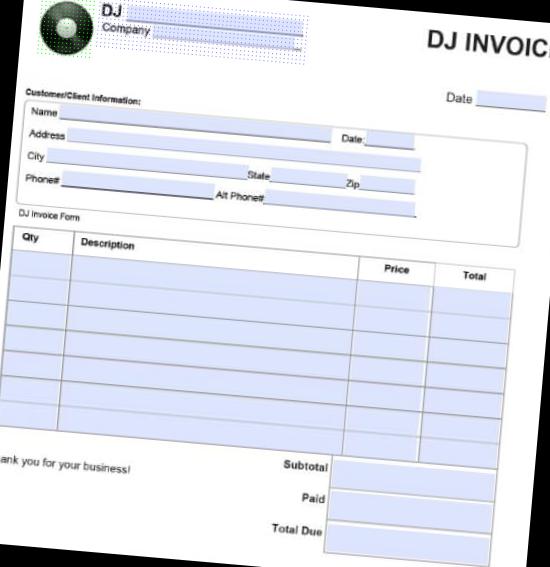 DJ
Company
DJ INVOIC
Date
Customer/Client Information:
Name Date:
Address
City State Zip
Phone# Alt Phone#
DJ Invoice Form
Qty Description Price Total
ank you for your business!
Subtotal
Paid
Total Due